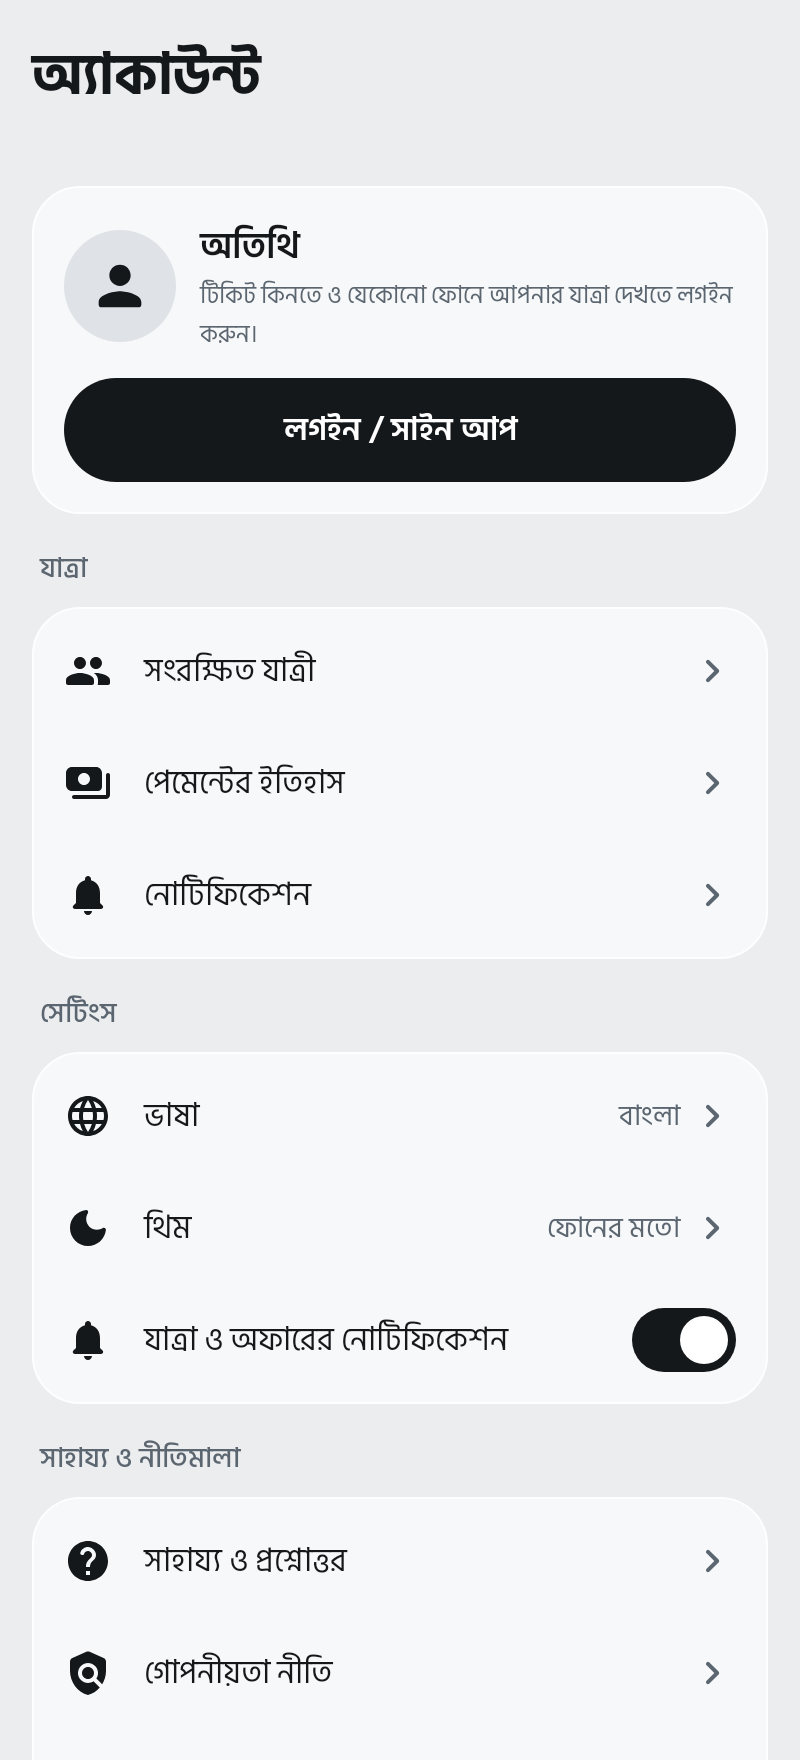 অ্যাকাউন্ট
অতিথি
টিকিট কিনতে ও যেকোনো ফোনে আপনার যাত্রা দেখতে লগইন
করুন।
লগইন / সাইন আপ
যাত্রা
সংরক্ষিত যাত্রী
পেমেন্টের ইতিহাস
নোটিফিকেশন
সেটিংস
ভাষা বাংলা
থিম ফোনের মতো
যাত্রা ও অফারের নোটিফিকেশন
সাহায্য ও নীতিমালা
সাহায্য ও প্রশ্নোত্তর
গোপনীয়তা নীতি